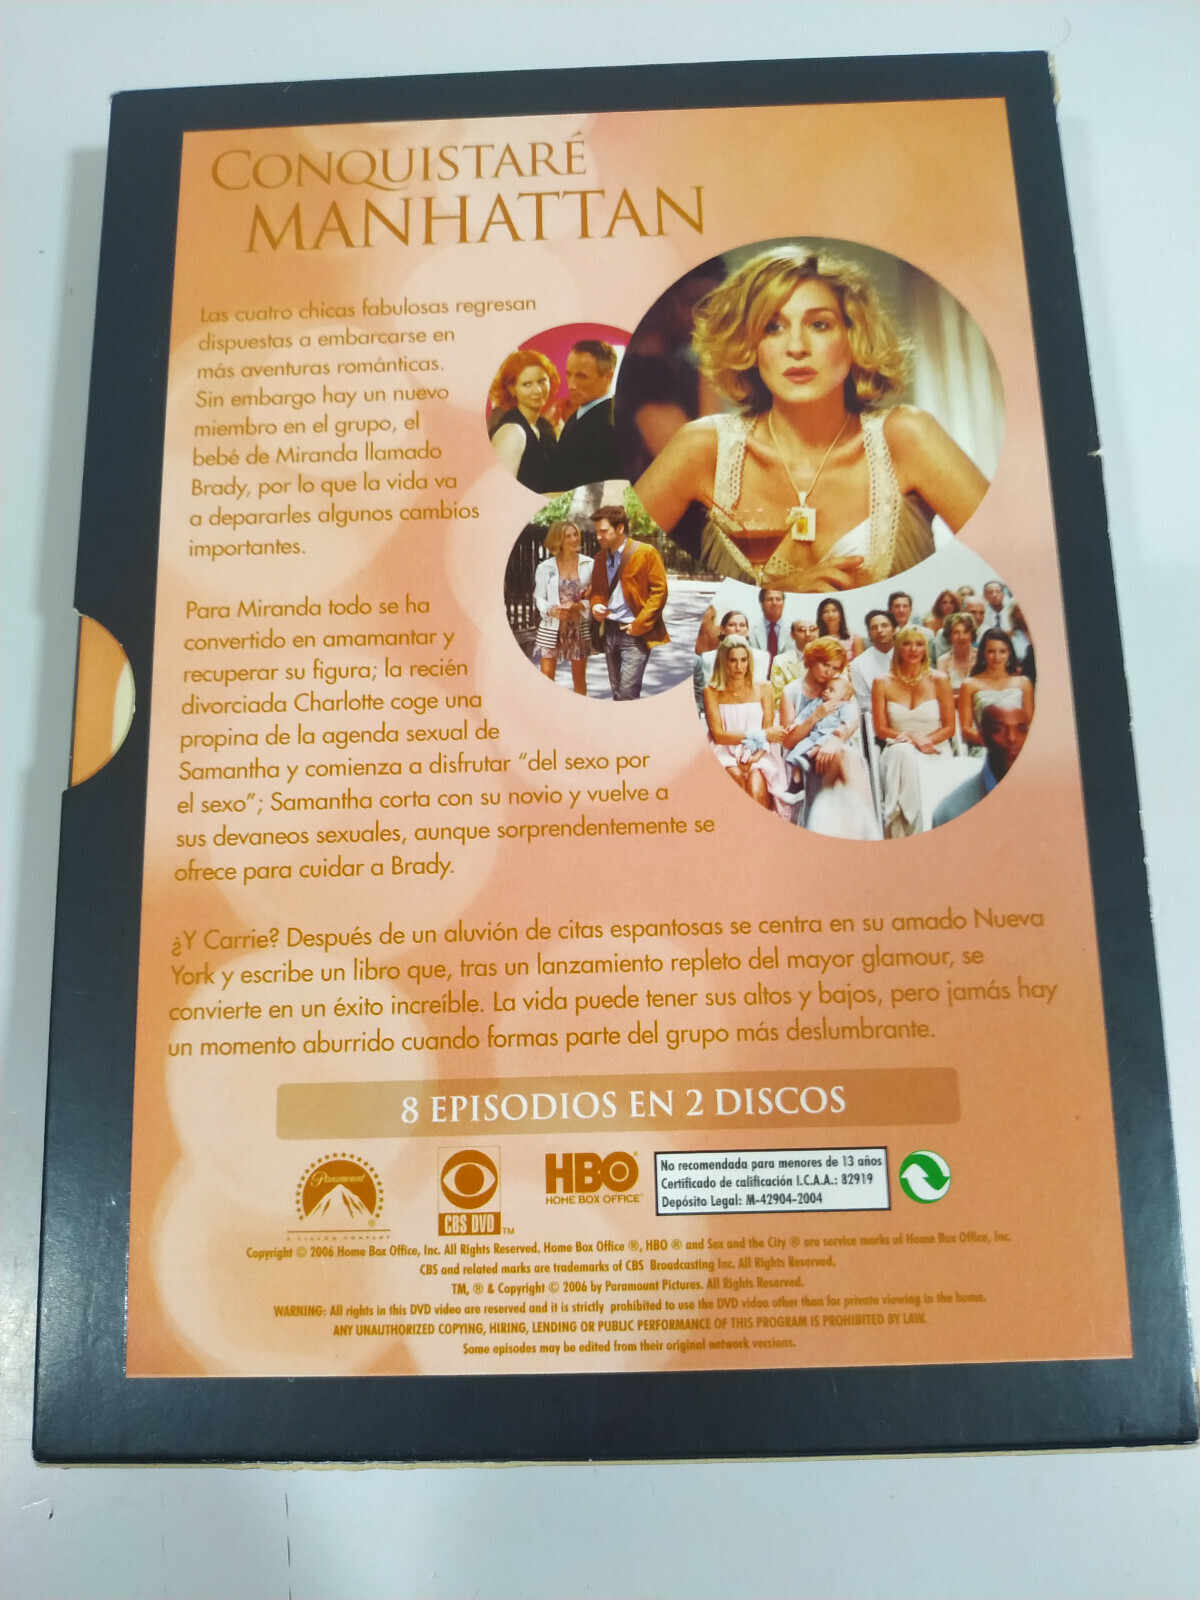 CONQUISTARÉ
MANHATTAN
Las cuatro chicas fabulosas regresan
dispuestas a embarcarse en
más aventuras románticas.
Sin embargo hay un nuevo
miembro en el grupo, el
bebé de Miranda llamado
Brady, por lo que la vida va
a depararles algunos cambios
importantes.
Para Miranda todo se ha
convertido en amamantar y
recuperar su figura; la recién
divorciada Charlotte coge una
propina de la agenda sexual de
Samantha y comienza a disfrutar "del sexo por
el sexo"; Samantha corta con su novio y vuelve a
sus devaneos sexuales, aunque sorprendentemente se
ofrece para cuidar a Brady.
¿Y Carrie? Después de un aluvión de citas espantosas se centra en su amado Nueva
York y escribe un libro que, tras un lanzamiento repleto del mayor glamour, se
convierte en un éxito increíble. La vida puede tener sus altos y bajos, pero jamás hay
un momento aburrido cuando formas parte del grupo más deslumbrante.
8 EPISODIOS EN 2 DISCOS
Paramount
®
A VIACOM COMPANY
CBS DVD TM
HBO®
HOME BOX OFFICE®
No recomendada para menores de 13 años
Certificado de calificación I.C.A.A.: 82919
Depósito Legal: M-42904-2004
Copyright © 2006 Home Box Office, Inc. All Rights Reserved. Home Box Office ®, HBO ® and Sex and the City ® are service marks of Home Box Office, Inc.
CBS and related marks are trademarks of CBS Broadcasting Inc. All Rights Reserved.
TM, ® & Copyright © 2006 by Paramount Pictures. All Rights Reserved.
WARNING: All rights in this DVD video are reserved and it is strictly prohibited to use the DVD video other than for private viewing in the home.
ANY UNAUTHORIZED COPYING, HIRING, LENDING OR PUBLIC PERFORMANCE OF THIS PROGRAM IS PROHIBITED BY LAW.
Some episodes may be edited from their original network versions.